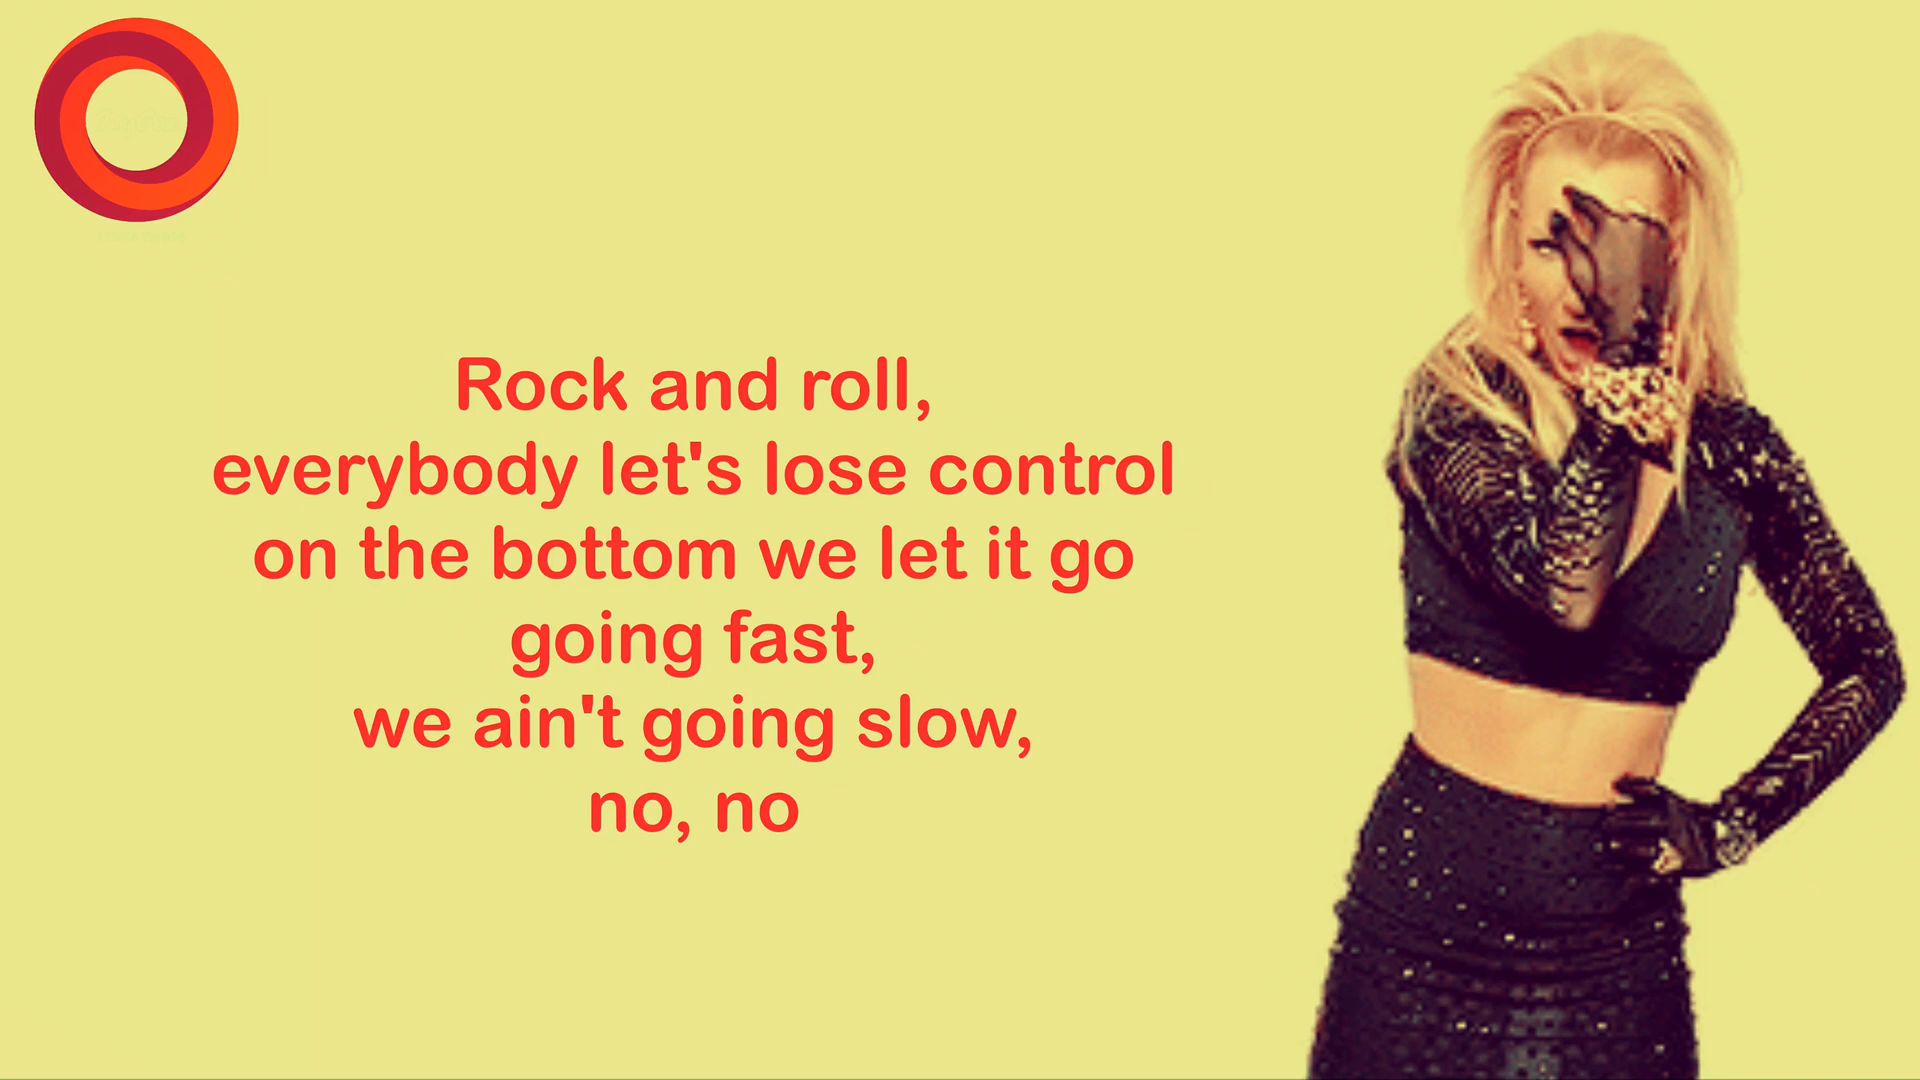 Rock and roll,
everybody let's lose control
on the bottom we let it go
going fast,
we ain't going slow,
no, no